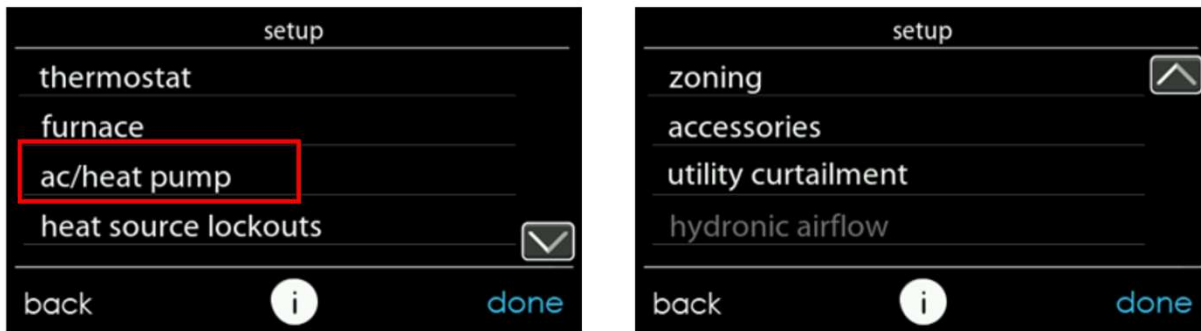 setup
thermostat
furnace
ac/heat pump
heat source lockouts
back
i
done
setup
zoning
accessories
utility curtailment
hydronic airflow
back
i
done